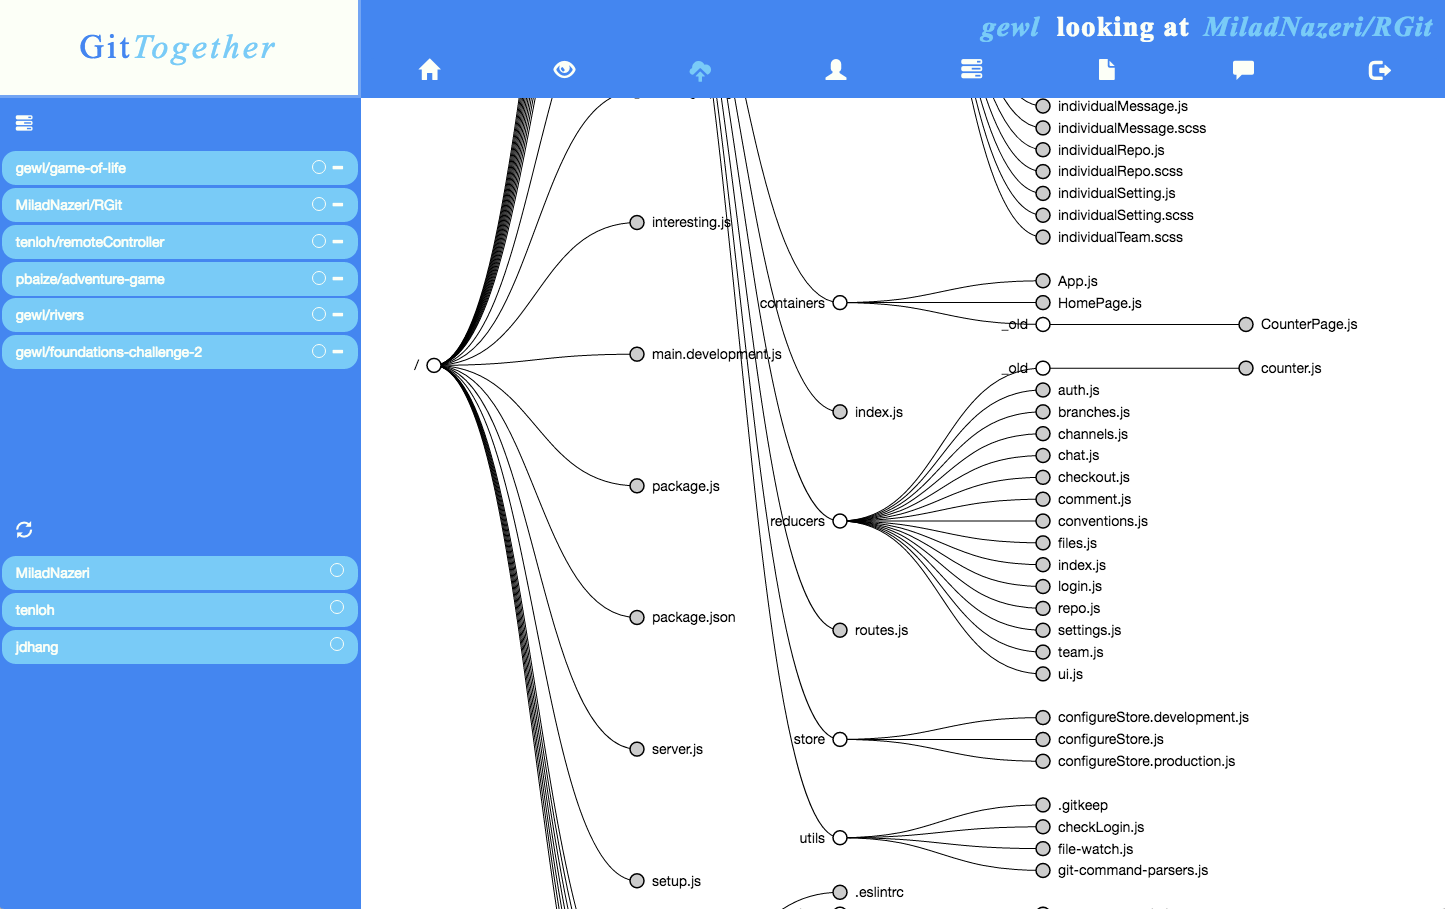 GitTogether
gewl looking at MiladNazeri/RGit
gewl/game-of-life
MiladNazeri/RGit
tenloh/remoteController
pbaize/adventure-game
gewl/rivers
gewl/foundations-challenge-2
MiladNazeri
tenloh
jdhang
/
interesting.js
main.development.js
package.js
package.json
server.js
setup.js
containers
index.js
reducers
routes.js
store
utils
.eslintrc
individualMessage.js
individualMessage.scss
individualRepo.js
individualRepo.scss
individualSetting.js
individualSetting.scss
individualTeam.scss
App.js
HomePage.js
_old
CounterPage.js
_old
counter.js
auth.js
branches.js
channels.js
chat.js
checkout.js
comment.js
conventions.js
files.js
index.js
login.js
repo.js
settings.js
team.js
ui.js
configureStore.development.js
configureStore.js
configureStore.production.js
.gitkeep
checkLogin.js
file-watch.js
git-command-parsers.js